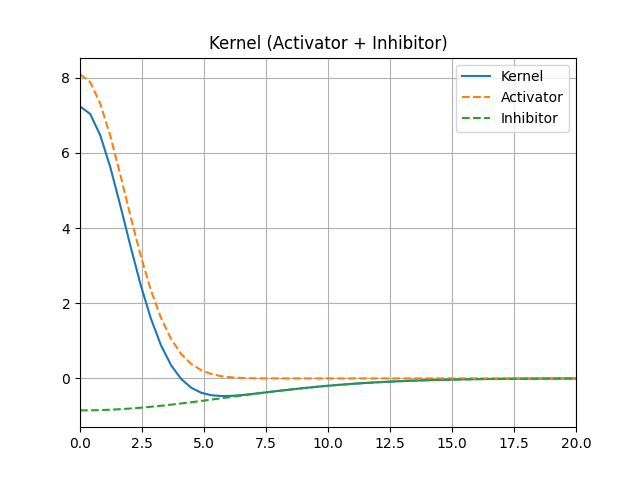 Kernel (Activator + Inhibitor)
Kernel
Activator
Inhibitor
8
6
4
2
0
0.0 2.5 5.0 7.5 10.0 12.5 15.0 17.5 20.0